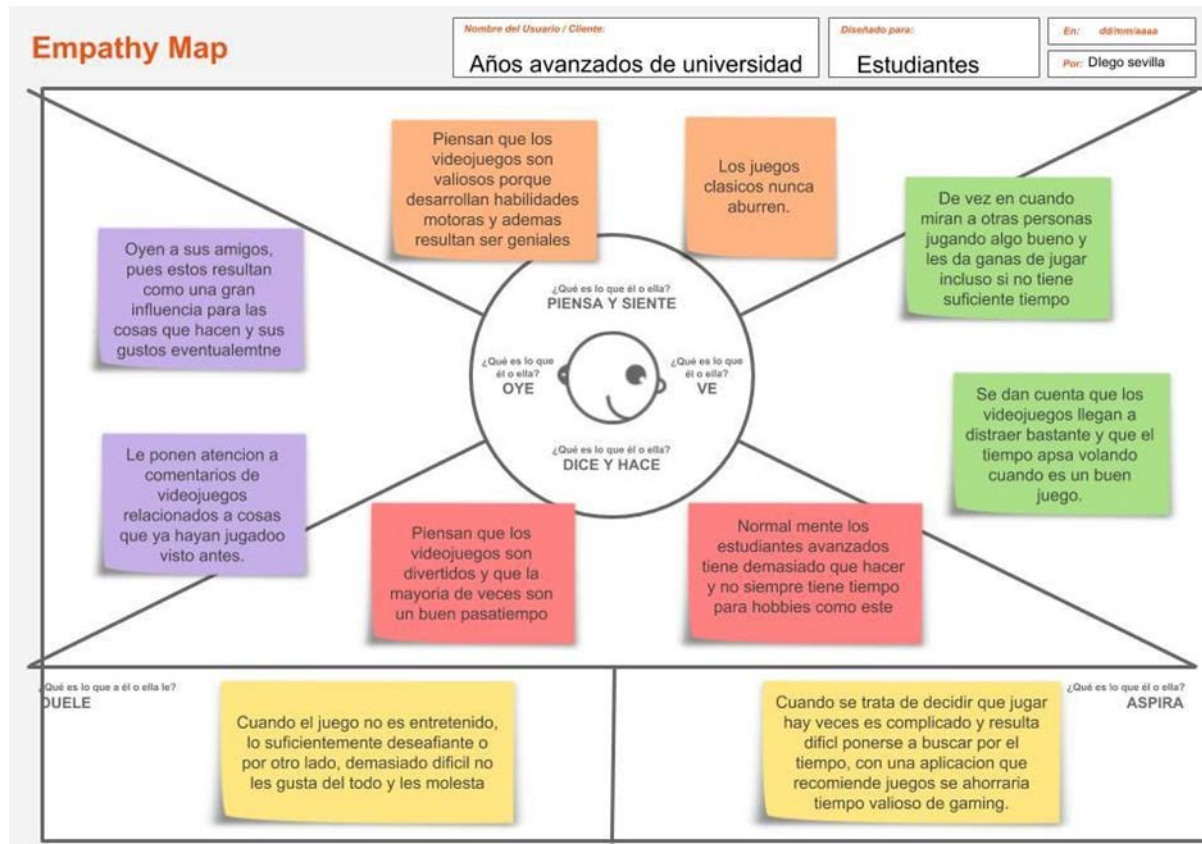 Empathy Map
Nombre del Usuario / Cliente:
Años avanzados de universidad
Diseñado para:
Estudiantes
En: dd/mm/aaaa
Por: DIego sevilla
Piensan que los
videojuegos son
valiosos porque
desarrollan habilidades
motoras y ademas
resultan ser geniales
Los juegos
clasicos nunca
aburren.
De vez en cuando
miran a otras personas
jugando algo bueno y
les da ganas de jugar
incluso si no tiene
suficiente tiempo
Oyen a sus amigos,
pues estos resultan
como una gran
influencia para las
cosas que hacen y sus
gustos eventualemtne
¿Qué es lo que él o ella?
PIENSA Y SIENTE
¿Qué es lo que
él o ella?
OYE
¿Qué es lo que
él o ella?
VE
¿Qué es lo que él o ella?
DICE Y HACE
Se dan cuenta que los
videojuegos llegan a
distraer bastante y que el
tiempo apsa volando
cuando es un buen
juego.
Le ponen atencion a
comentarios de
videojuegos
relacionados a cosas
que ya hayan jugadoo
visto antes.
Piensan que los
videojuegos son
divertidos y que la
mayoria de veces son
un buen pasatiempo
Normal mente los
estudiantes avanzados
tiene demasiado que hacer
y no siempre tiene tiempo
para hobbies como este
¿Qué es lo que a él o ella le?
DUELE
Cuando el juego no es entretenido,
lo suficientemente deseafiante o
por otro lado, demasiado dificil no
les gusta del todo y les molesta
Cuando se trata de decidir que jugar
hay veces es complicado y resulta
dificl ponerse a buscar por el
tiempo, con una aplicacion que
recomiende juegos se ahorraria
tiempo valioso de gaming.
¿Qué es lo que él o ella?
ASPIRA